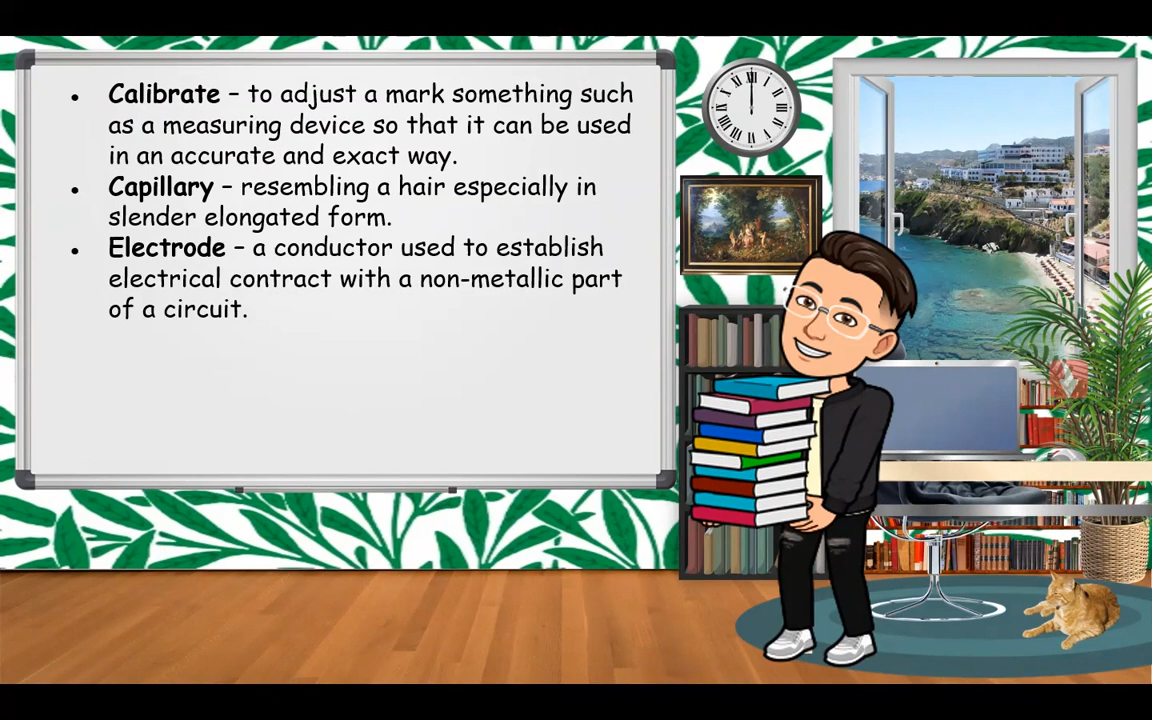 • Calibrate – to adjust a mark something such
as a measuring device so that it can be used
in an accurate and exact way.
• Capillary – resembling a hair especially in
slender elongated form.
• Electrode – a conductor used to establish
electrical contract with a non-metallic part
of a circuit.